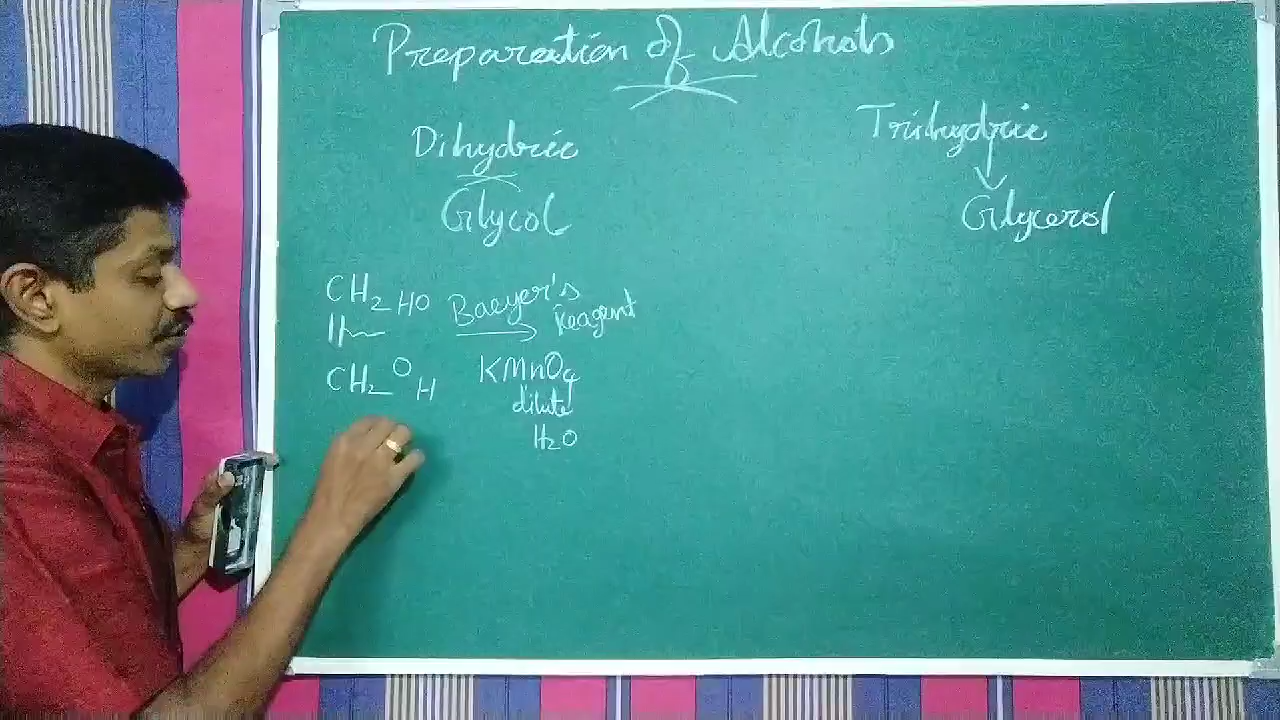 Preparation of Alcohols
Dihydric
Glycol
Trihydric
Glycerol
CH2 HO
||
CH2 O H
Baeyer's
Reagent
KMnO4
dilute
H2O